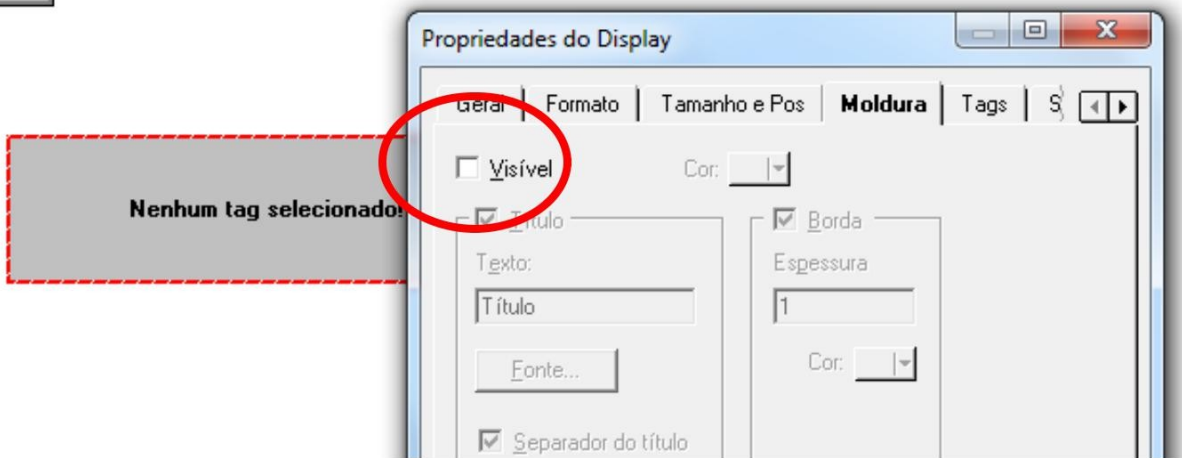 Propriedades do Display
Geral Formato Tamanho e Pos Moldura Tags S
Visível Cor:
Nenhum tag selecionado!
Título Borda
Texto: Espessura
Título 1
Fonte... Cor:
Separador do título